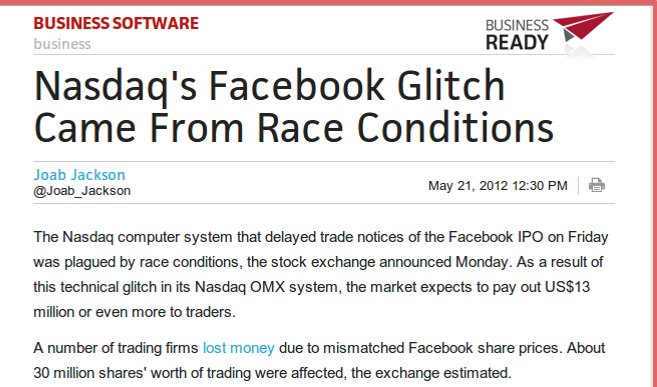 BUSINESS SOFTWARE
business
BUSINESS
READY
Nasdaq's Facebook Glitch
Came From Race Conditions
Joab Jackson
@Joab_Jackson
May 21, 2012 12:30 PM
The Nasdaq computer system that delayed trade notices of the Facebook IPO on Friday
was plagued by race conditions, the stock exchange announced Monday. As a result of
this technical glitch in its Nasdaq OMX system, the market expects to pay out US$13
million or even more to traders.
A number of trading firms lost money due to mismatched Facebook share prices. About
30 million shares' worth of trading were affected, the exchange estimated.